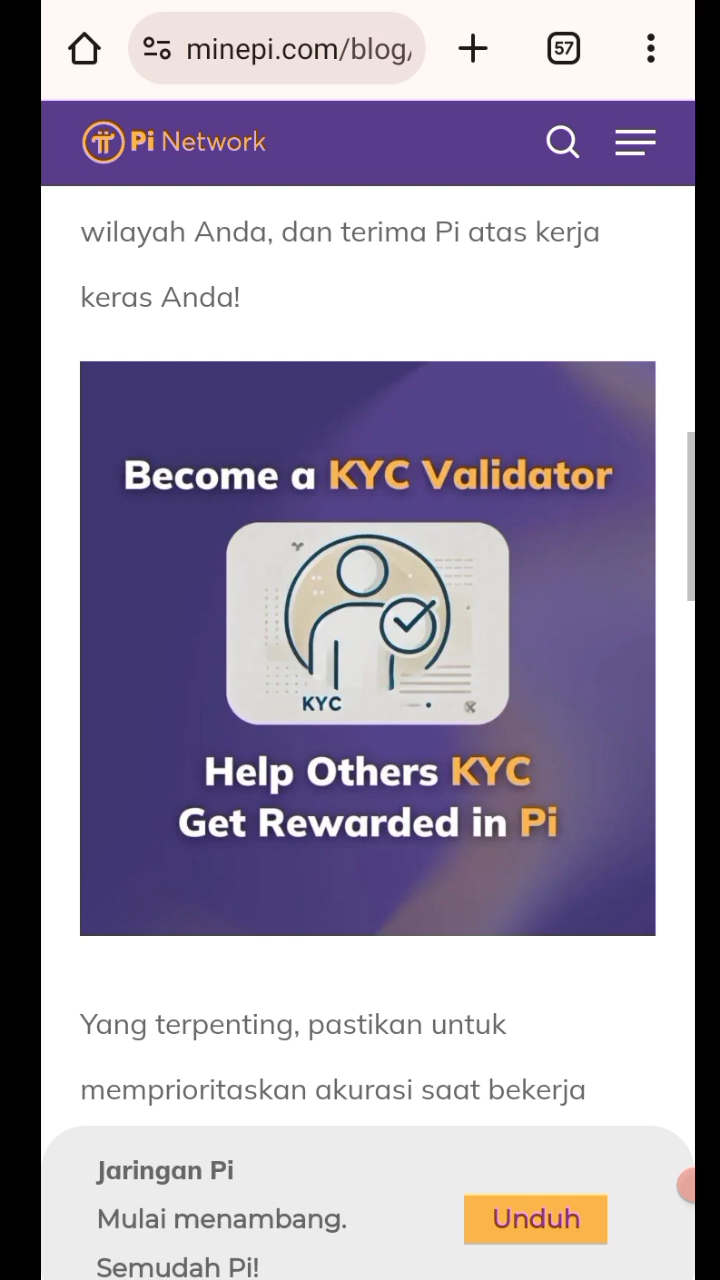 minepi.com/blog/
57
Pi Network
wilayah Anda, dan terima Pi atas kerja
keras Anda!
Become a KYC Validator
KYC
Help Others KYC
Get Rewarded in Pi
Yang terpenting, pastikan untuk
memprioritaskan akurasi saat bekerja
Jaringan Pi
Mulai menambang.
Unduh
Semudah Pi!